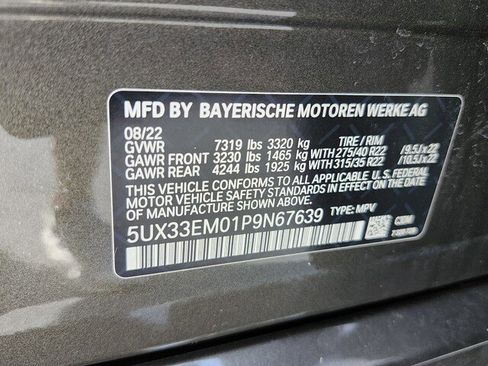 MFD BY BAYERISCHE MOTOREN WERKE AG
08/22 TIRE / RIM
GVWR 7319 lbs 3320 kg
GAWR FRONT 3230 lbs 1465 kg WITH 275/40 R22 / 9.5Jx22
GAWR REAR 4244 lbs 1925 kg WITH 315/35 R22 / 10.5Jx22
THIS VEHICLE CONFORMS TO ALL APPLICABLE U.S. FEDERAL
MOTOR VEHICLE SAFETY STANDARDS IN EFFECT ON THE
DATE OF MANUFACTURE SHOWN ABOVE.
5UX33EM01P9N67639 TYPE: MPV